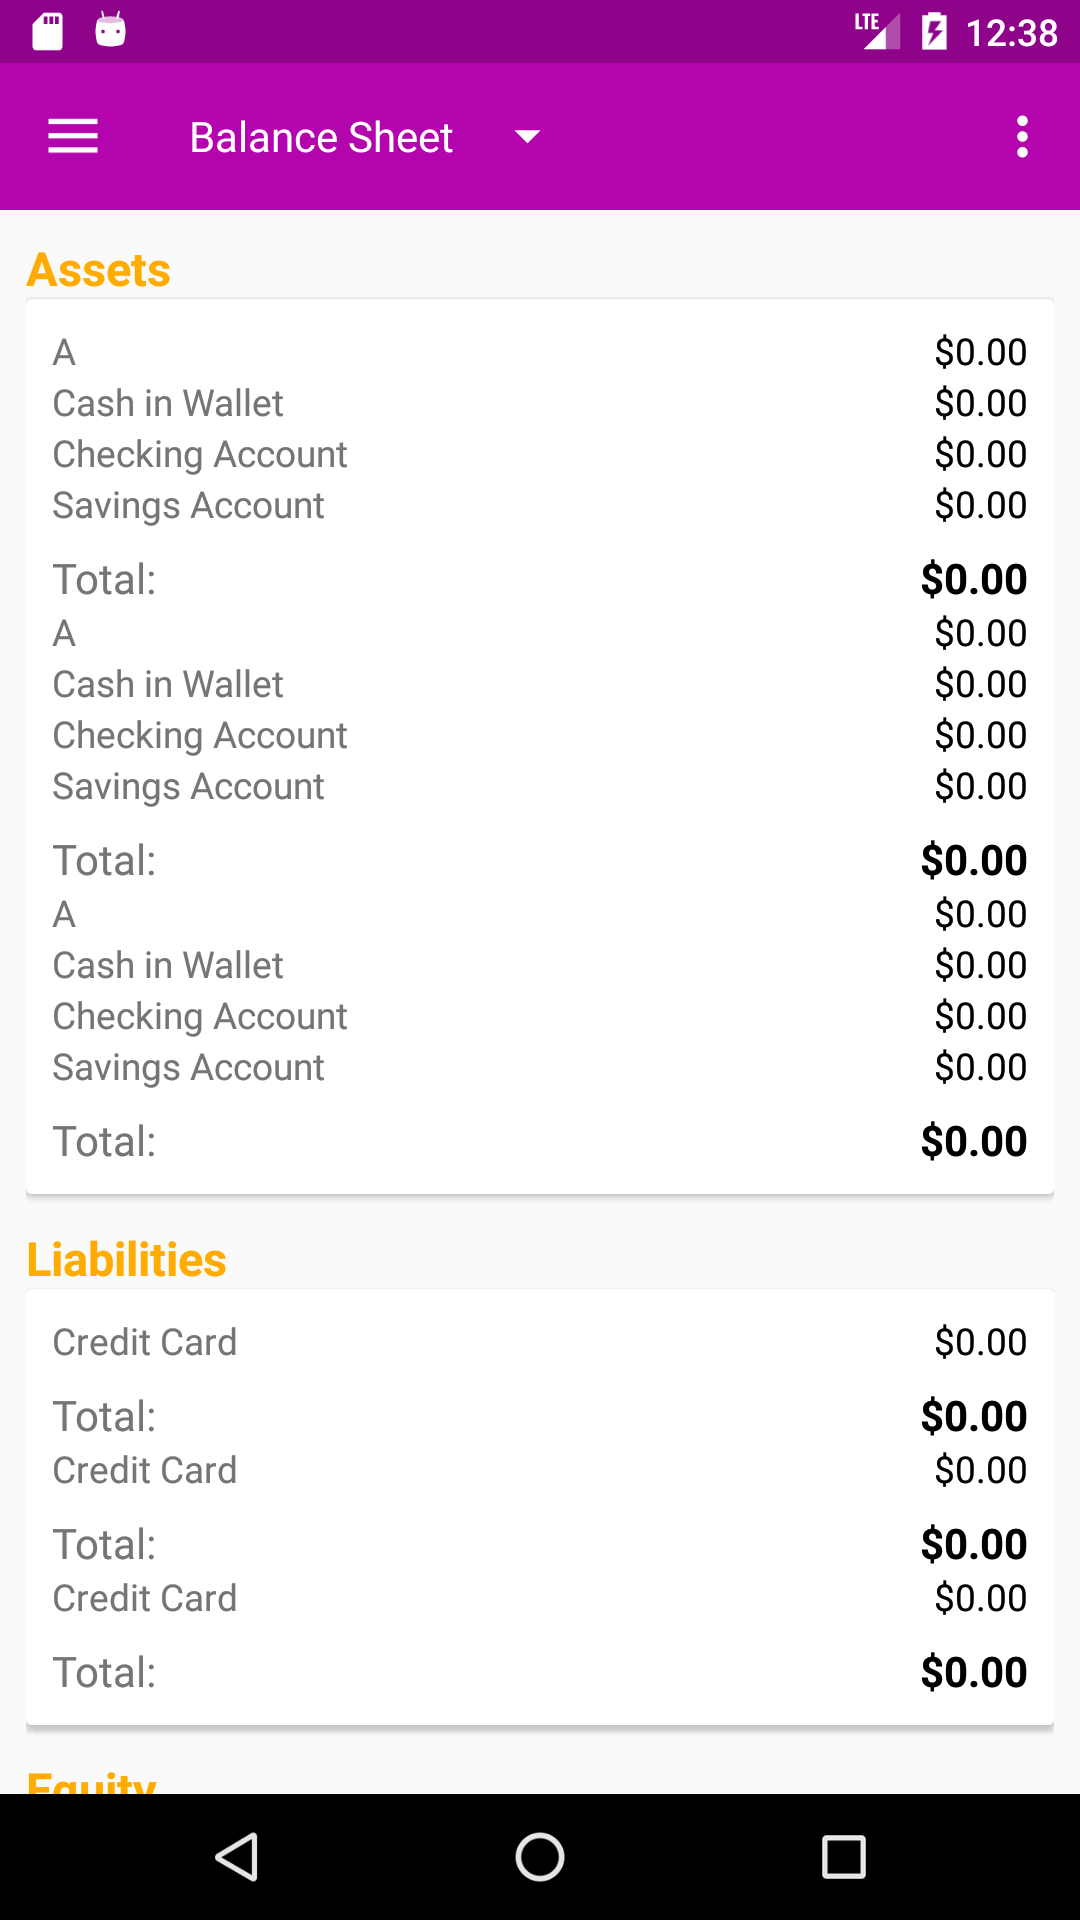 LTE 12:38
Balance Sheet
Assets
A $0.00
Cash in Wallet $0.00
Checking Account $0.00
Savings Account $0.00
Total: $0.00
A $0.00
Cash in Wallet $0.00
Checking Account $0.00
Savings Account $0.00
Total: $0.00
A $0.00
Cash in Wallet $0.00
Checking Account $0.00
Savings Account $0.00
Total: $0.00
Liabilities
Credit Card $0.00
Total: $0.00
Credit Card $0.00
Total: $0.00
Credit Card $0.00
Total: $0.00
Equity